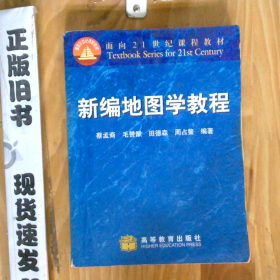 正版旧书
现货速发
面向21世纪课程教材
Textbook Series for 21st Century
新编地图学教程
蔡孟裔 毛赞猷 田德森 周占鳌 编著
高等教育出版社
HIGHER EDUCATION PRESS